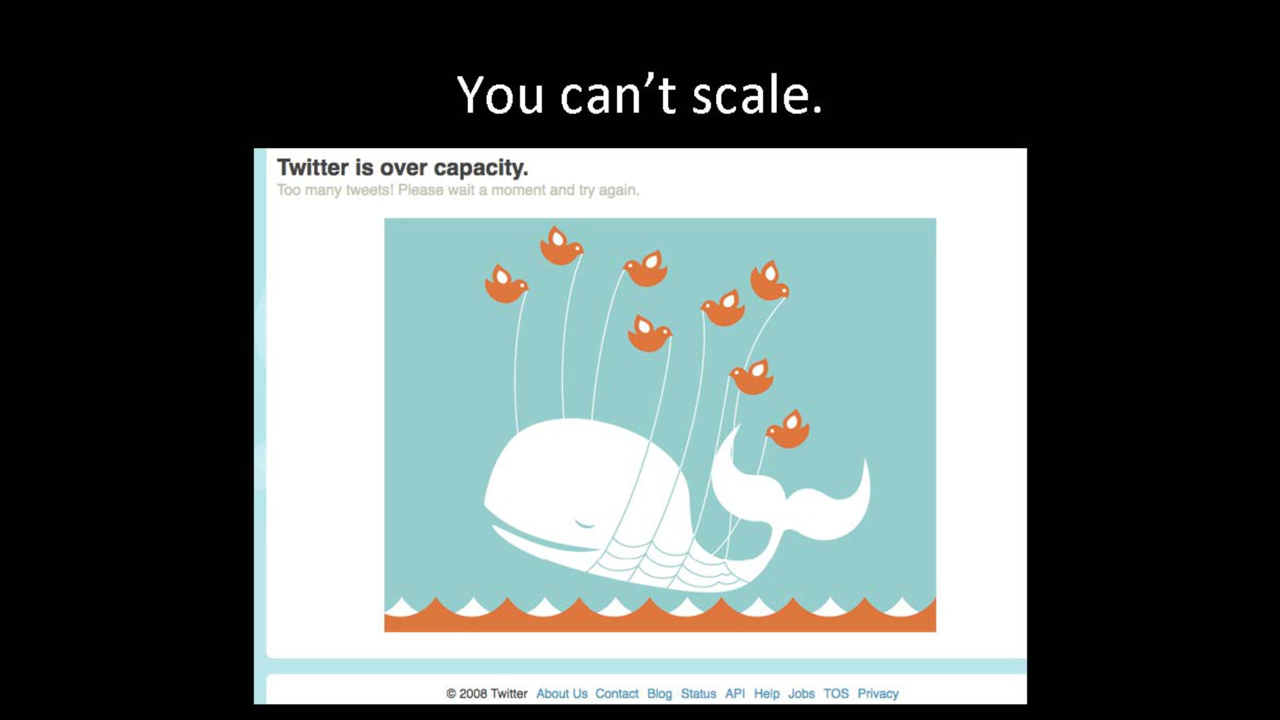 You can’t scale.
Twitter is over capacity.
Too many tweets! Please wait a moment and try again.
© 2008 Twitter About Us Contact Blog Status API Help Jobs TOS Privacy